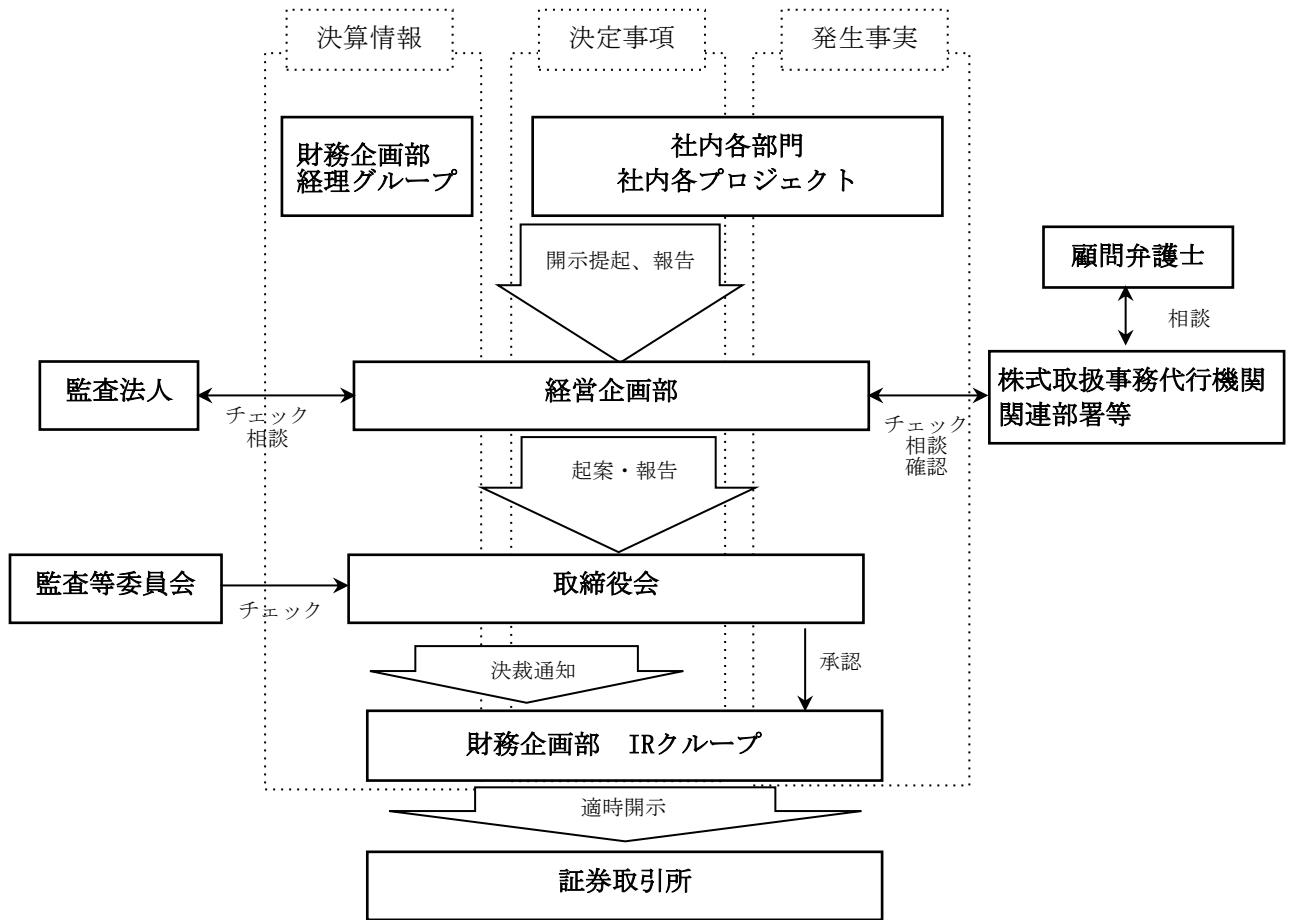 決算情報
決定事項
発生事実
財務企画部
経理グループ
社内各部門
社内各プロジェクト
開示提起、報告
顧問弁護士
相談
監査法人
チェック
相談
経営企画部
チェック
相談
確認
株式取扱事務代行機関
関連部署等
起案・報告
監査等委員会
チェック
取締役会
決裁通知
承認
財務企画部　IRクループ
適時開示
証券取引所